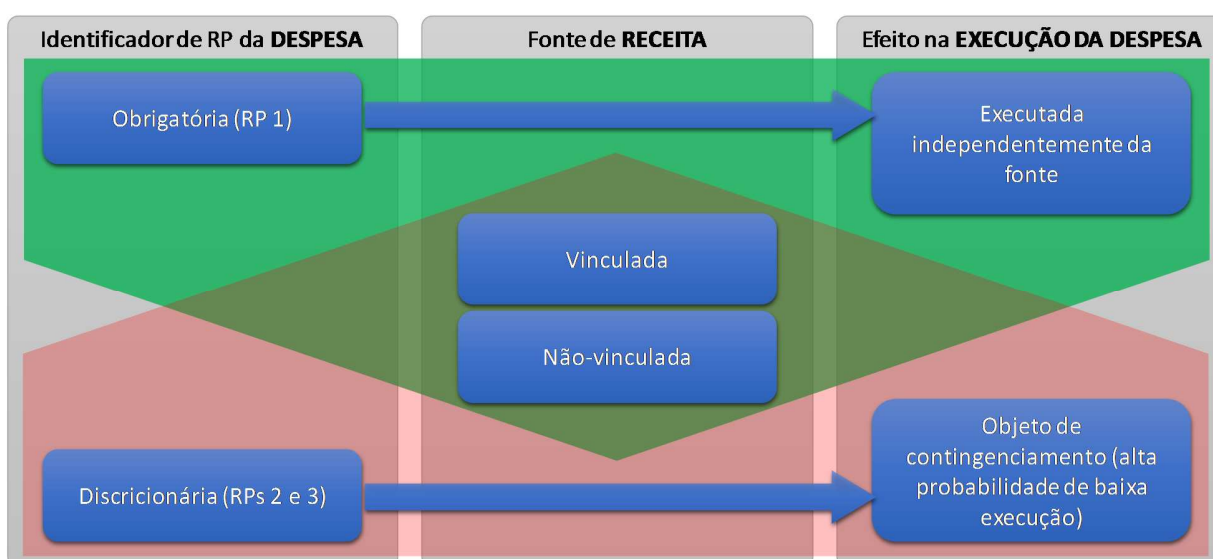 Identificador de RP da DESPESA
Fonte de RECEITA
Efeito na EXECUÇÃO DA DESPESA
Obrigatória (RP 1)
Executada
independentemente da
fonte
Vinculada
Não-vinculada
Discricionária (RPs 2 e 3)
Objeto de
contingenciamento (alta
probabilidade de baixa
execução)